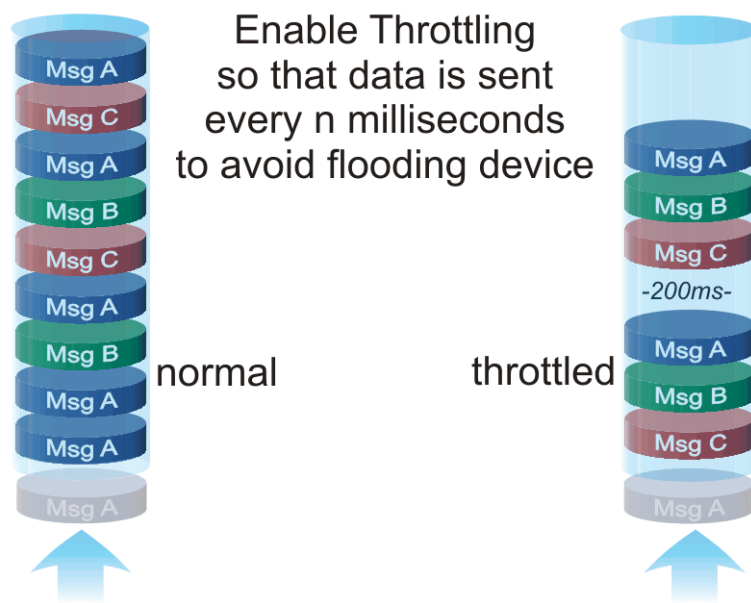 Enable Throttling
so that data is sent
every n milliseconds
to avoid flooding device
Msg A
Msg C
Msg A
Msg B
Msg C
Msg A
Msg B
Msg A
Msg A
Msg A
normal
throttled
Msg A
Msg B
Msg C
-200ms-
Msg A
Msg B
Msg C
Msg A